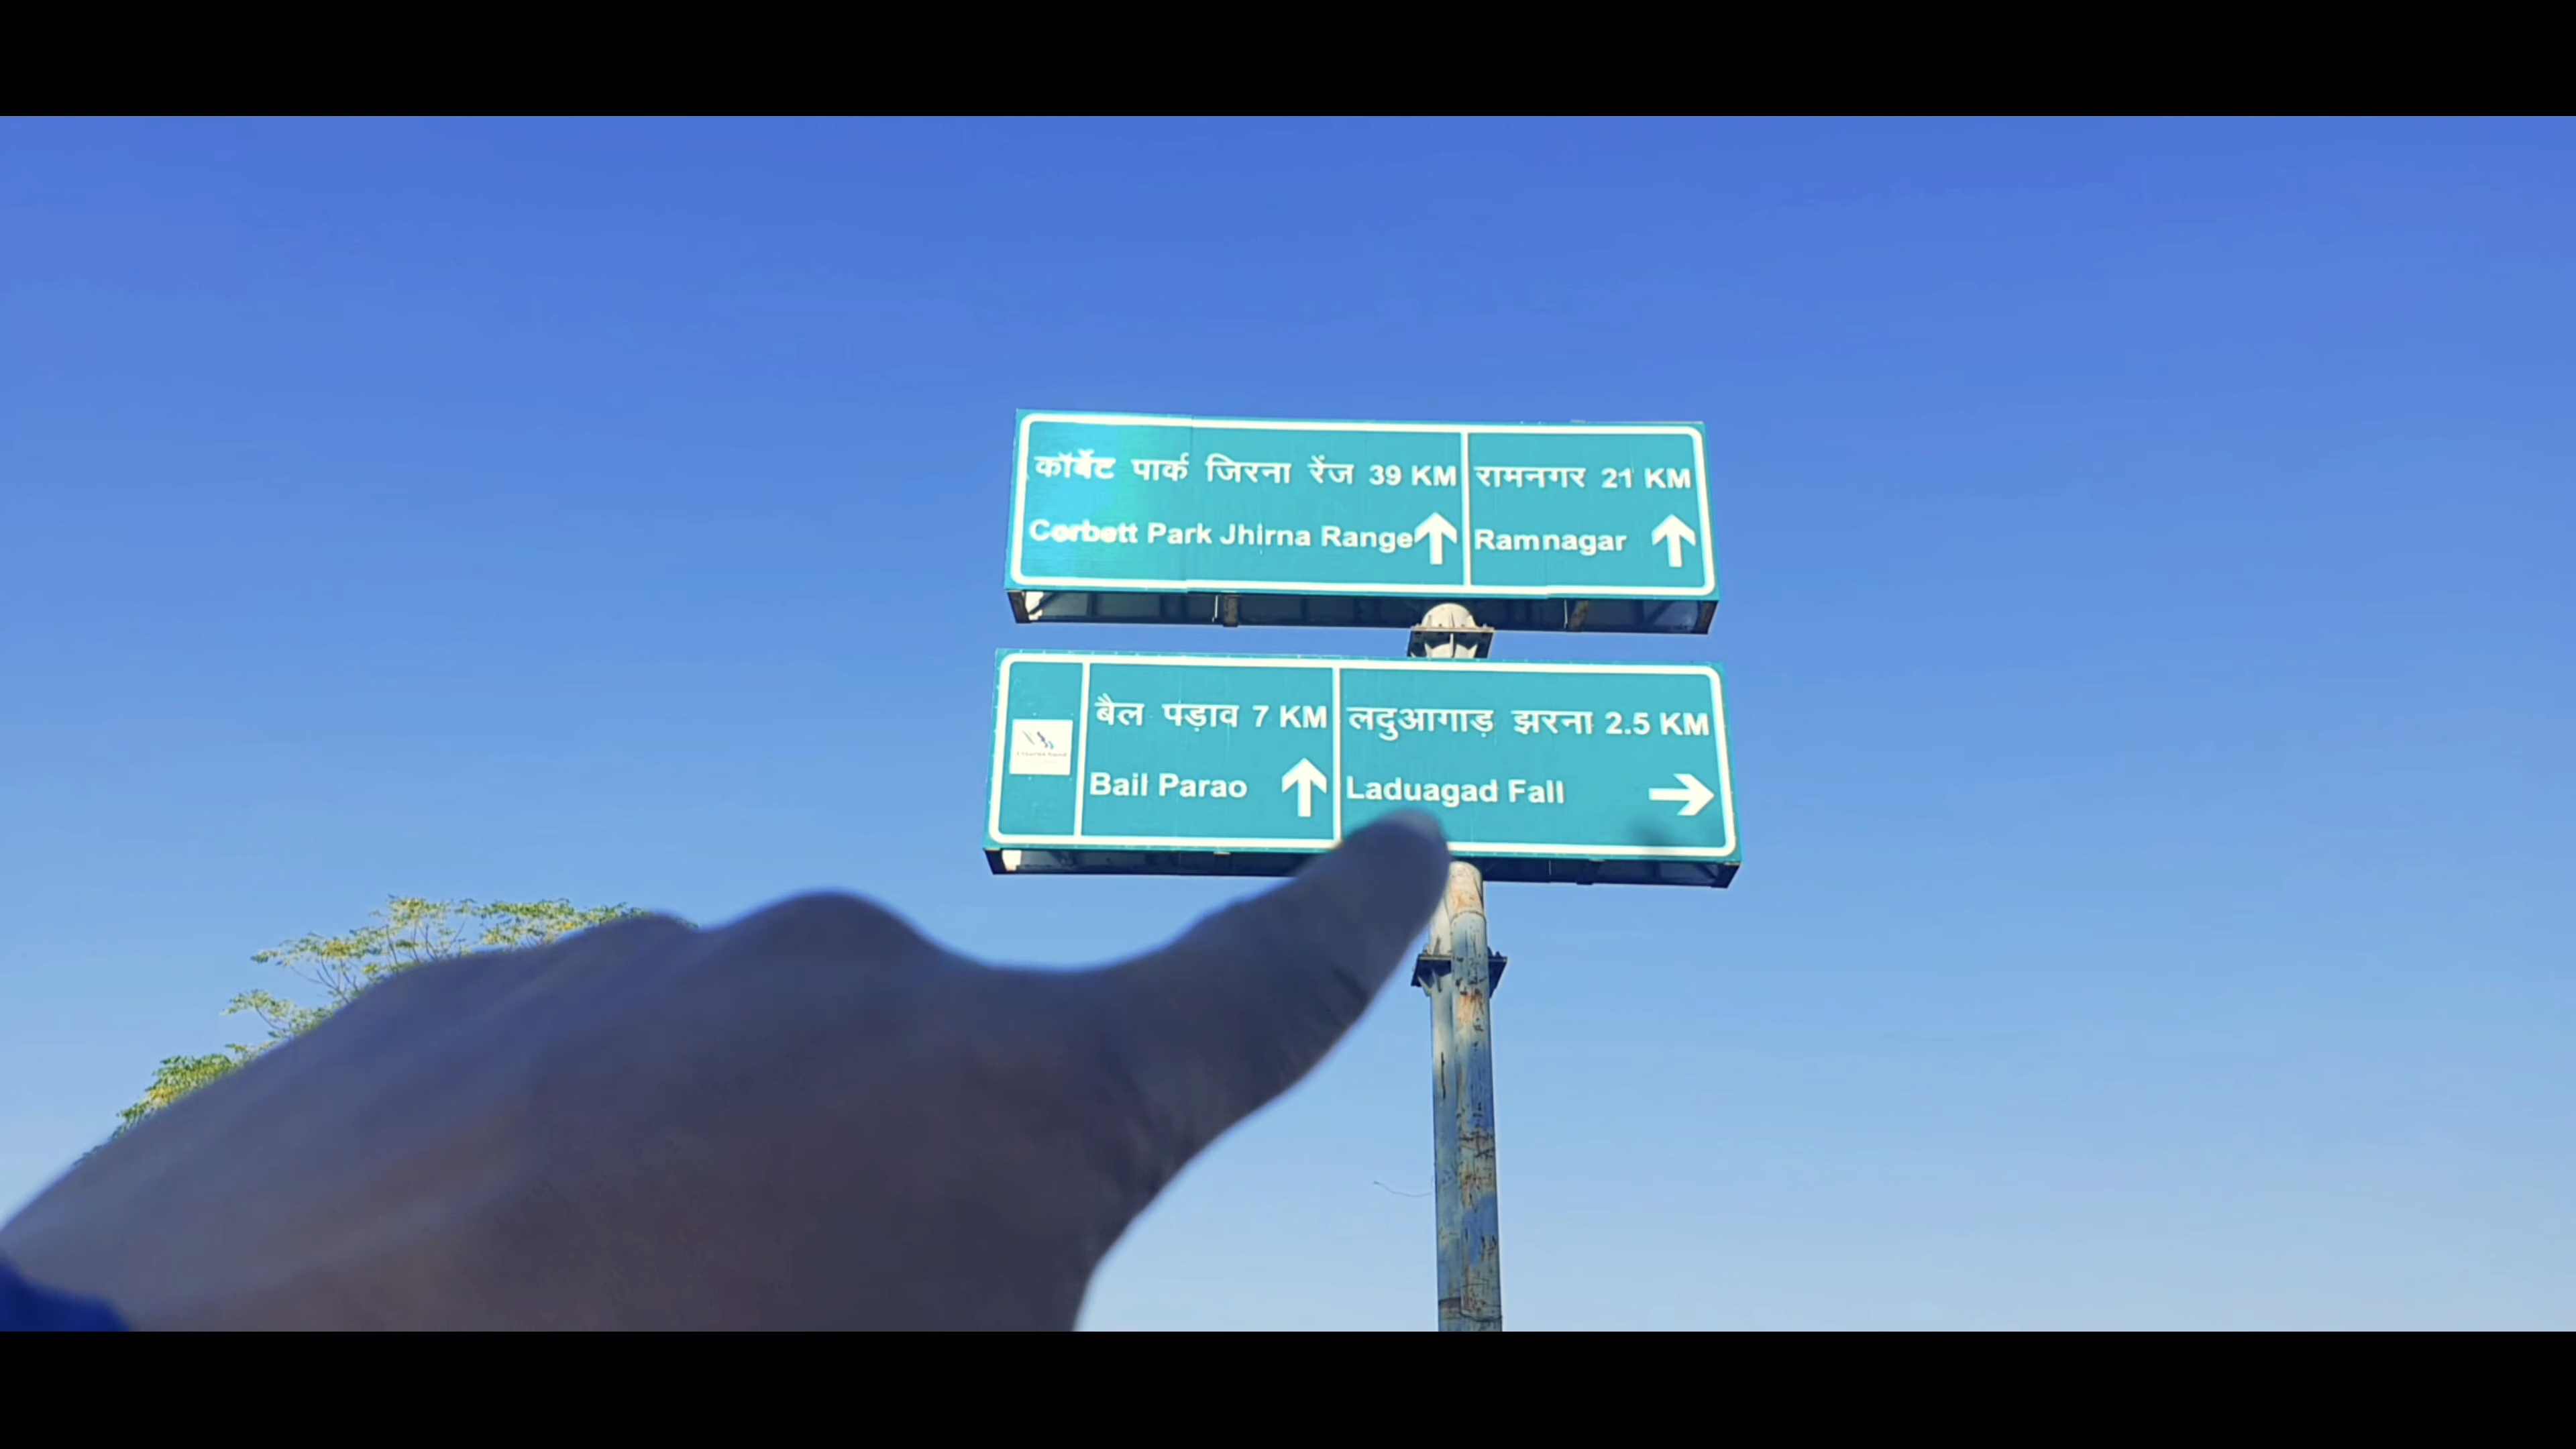 कॉर्बेट पार्क जिरना रेंज 39 KM
Corbett Park Jhirna Range
रामनगर 21 KM
Ramnagar
बैल पड़ाव 7 KM
Bail Parao
लदुआगाड़ झरना 2.5 KM
Laduagad Fall